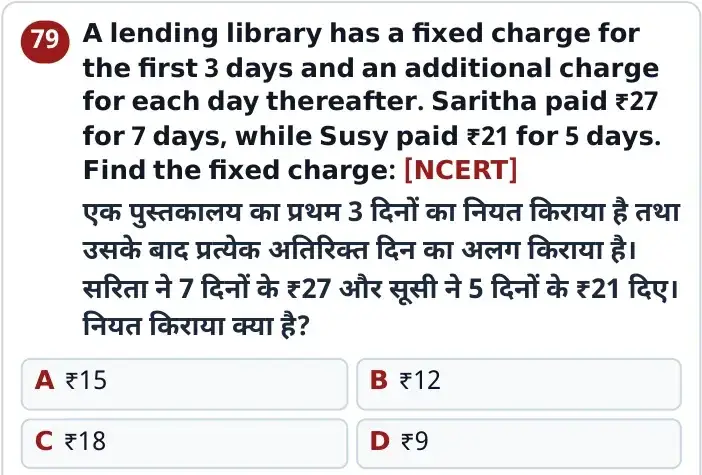 79 A lending library has a fixed charge for
the first 3 days and an additional charge
for each day thereafter. Saritha paid ₹27
for 7 days, while Susy paid ₹21 for 5 days.
Find the fixed charge: [NCERT]
एक पुस्तकालय का प्रथम 3 दिनों का नियत किराया है तथा
उसके बाद प्रत्येक अतिरिक्त दिन का अलग किराया है।
सरिता ने 7 दिनों के ₹27 और सूसी ने 5 दिनों के ₹21 दिए।
नियत किराया क्या है?
A ₹15
B ₹12
C ₹18
D ₹9